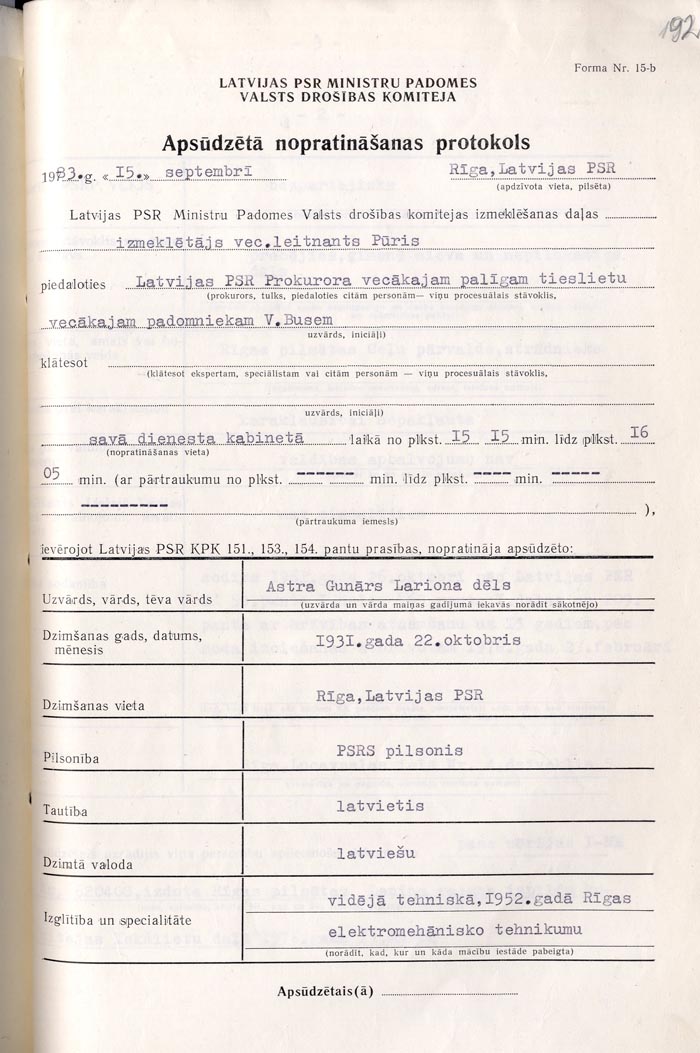 192
Forma Nr. 15-b
LATVIJAS PSR MINISTRU PADOMES
VALSTS DROŠĪBAS KOMITEJA
Apsūdzētā nopratināšanas protokols
1983.g. «15.» septembrī Rīga,Latvijas PSR
(apdzīvota vieta, pilsēta)
Latvijas PSR Ministru Padomes Valsts drošības komitejas izmeklēšanas daļas
izmeklētājs vec.leitnants Pūris
piedaloties Latvijas PSR Prokurora vecākajam palīgam tieslietu
(prokurors, tulks, piedaloties citām personām— viņu procesuālais stāvoklis,
vecākajam padomniekam V.Busem
uzvārds, iniciāļi)
klātesot
(klātesot ekspertam, speciālistam vai citām personām — viņu procesuālais stāvoklis,
uzvārds, iniciāļi)
savā dienesta kabinetā laikā no plkst. I5 I5 min. līdz plkst. I6
(nopratināšanas vieta)
05 min. (ar pārtraukumu no plkst. ------ min. līdz plkst. ---- min. -----
--------- ),
(pārtraukuma iemesls)
ievērojot Latvijas PSR KPK 151., 153., 154. pantu prasības, nopratināja apsūdzēto:
Uzvārds, vārds, tēva vārds Astra Gunārs Lariona dēls
(uzvārda un vārda maiņas gadījumā iekavās norādīt sākotnējo)
Dzimšanas gads, datums, mēnesis I93I.gada 22.oktobris
Dzimšanas vieta Rīga,Latvijas PSR
Pilsonība PSRS pilsonis
Tautība latvietis
Dzimtā valoda latviešu
Izglītība un specialitāte vidējā tehniskā,I952.gadā Rīgas
elektromehānisko tehnikumu
(norādīt, kad, kur un kāda mācību iestāde pabeigta)
Apsūdzētais(ā)